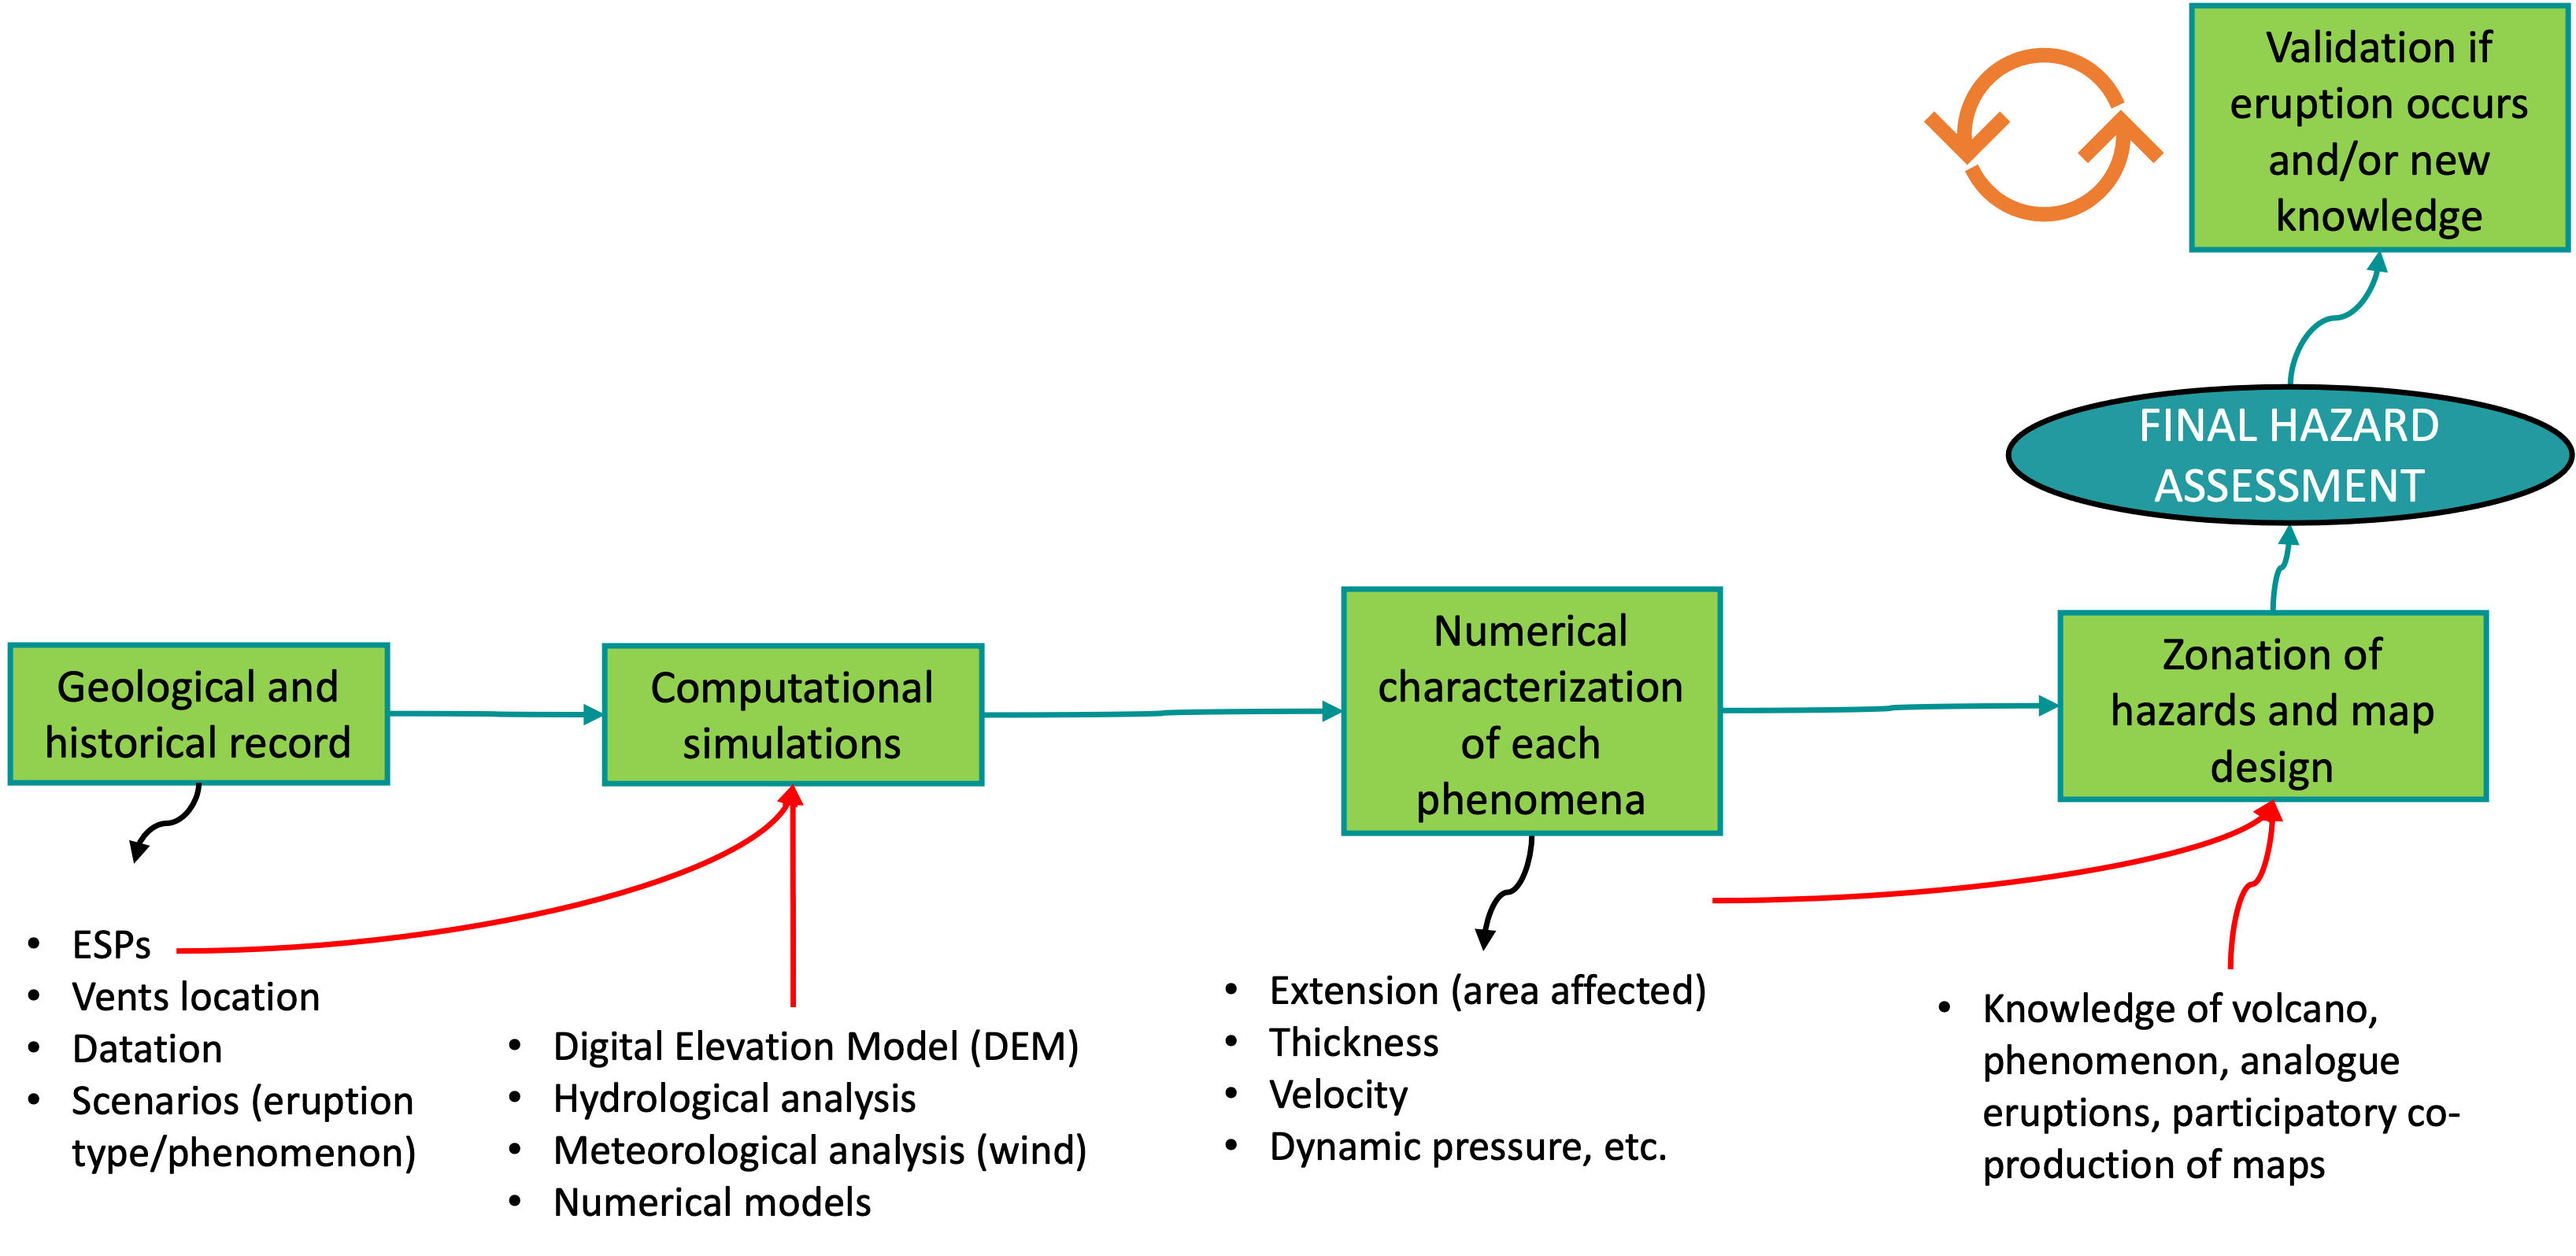 Validation if
eruption occurs
and/or new
knowledge
FINAL HAZARD
ASSESSMENT
Geological and
historical record
Computational
simulations
Numerical
characterization
of each
phenomena
Zonation of
hazards and map
design
• ESPs
• Vents location
• Datation
• Scenarios (eruption
type/phenomenon)
• Digital Elevation Model (DEM)
• Hydrological analysis
• Meteorological analysis (wind)
• Numerical models
• Extension (area affected)
• Thickness
• Velocity
• Dynamic pressure, etc.
• Knowledge of volcano,
phenomenon, analogue
eruptions, participatory co-
production of maps